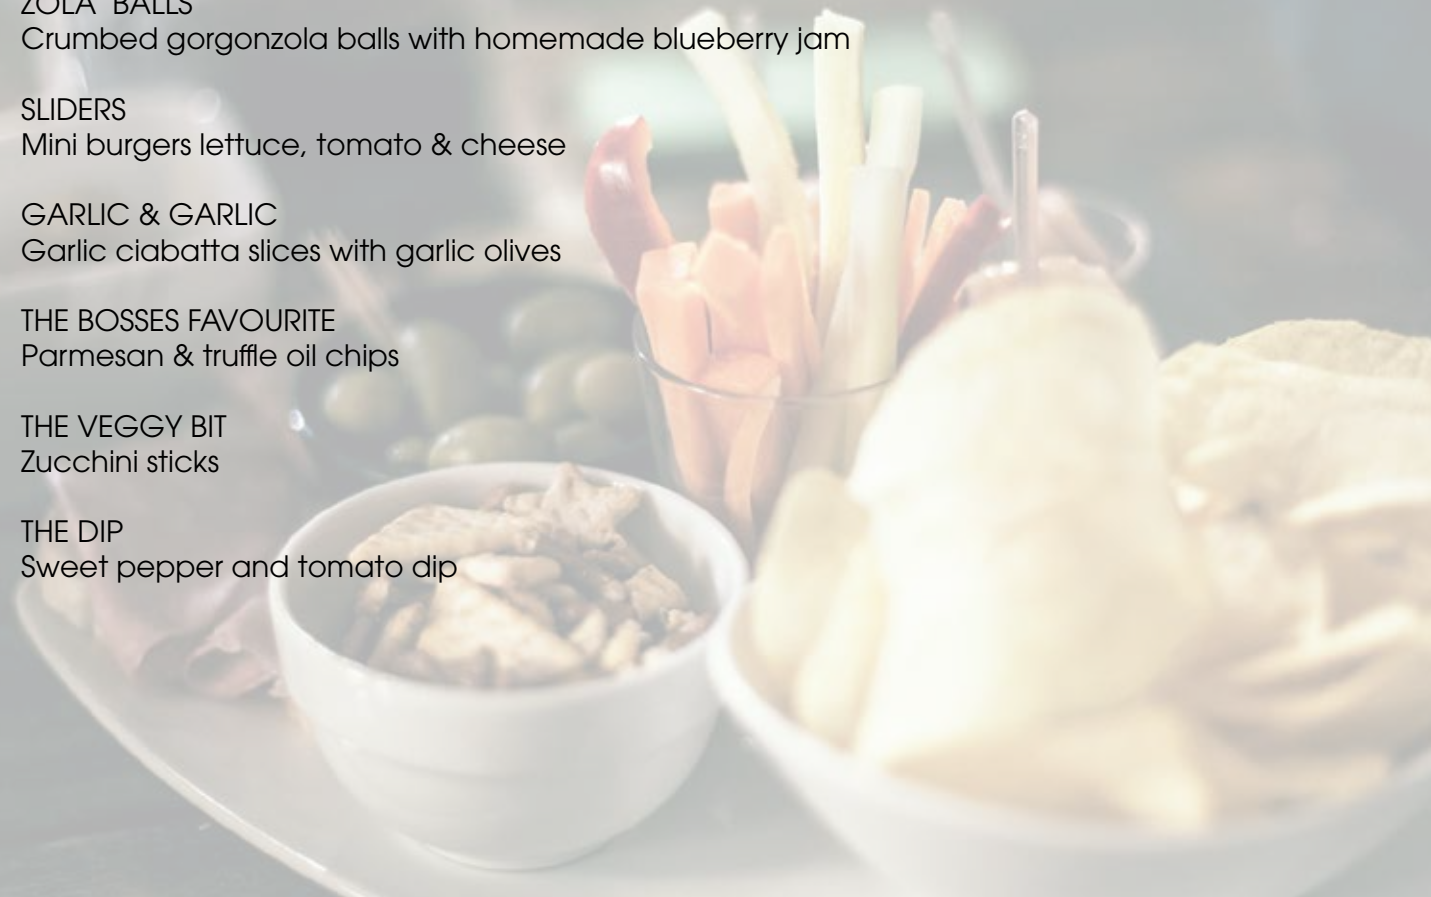 ZOLA BALLS
Crumbed gorgonzola balls with homemade blueberry jam
SLIDERS
Mini burgers lettuce, tomato & cheese
GARLIC & GARLIC
Garlic ciabatta slices with garlic olives
THE BOSSES FAVOURITE
Parmesan & truffle oil chips
THE VEGGY BIT
Zucchini sticks
THE DIP
Sweet pepper and tomato dip